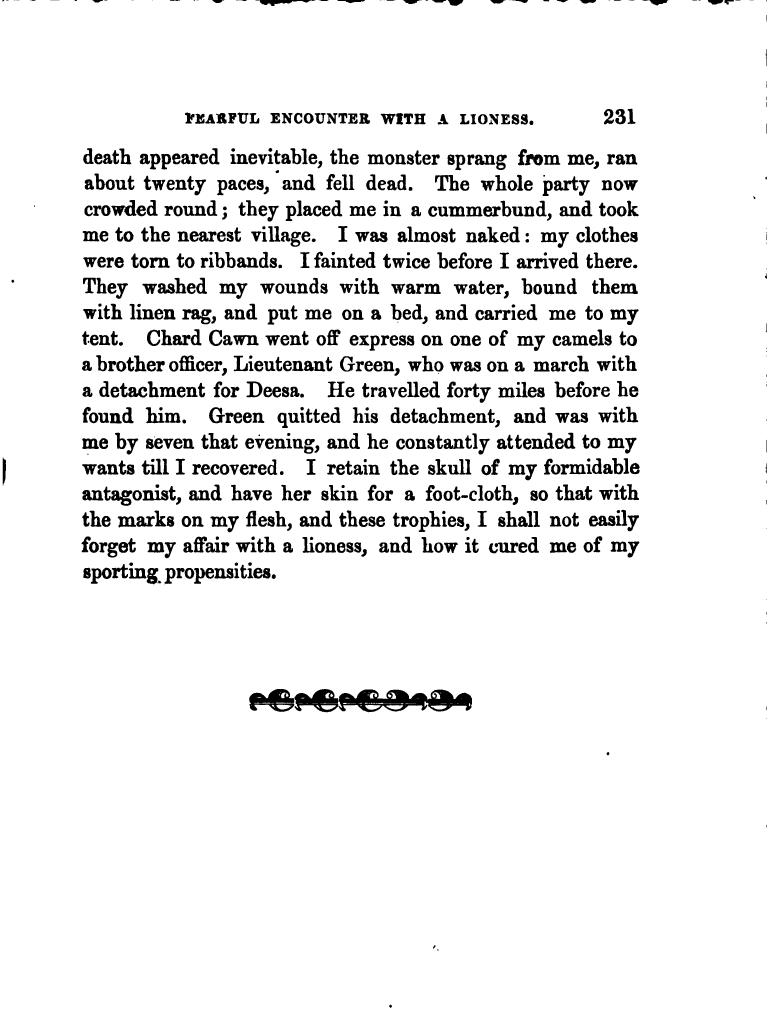 FEARFUL ENCOUNTER WITH A LIONESS. 231
death appeared inevitable, the monster sprang from me, ran
about twenty paces, and fell dead. The whole party now
crowded round; they placed me in a cummerbund, and took
me to the nearest village. I was almost naked: my clothes
were torn to ribbands. I fainted twice before I arrived there.
They washed my wounds with warm water, bound them
with linen rag, and put me on a bed, and carried me to my
tent. Chard Cawn went off express on one of my camels to
a brother officer, Lieutenant Green, who was on a march with
a detachment for Deesa. He travelled forty miles before he
found him. Green quitted his detachment, and was with
me by seven that evening, and he constantly attended to my
wants till I recovered. I retain the skull of my formidable
antagonist, and have her skin for a foot-cloth, so that with
the marks on my flesh, and these trophies, I shall not easily
forget my affair with a lioness, and how it cured me of my
sporting propensities.